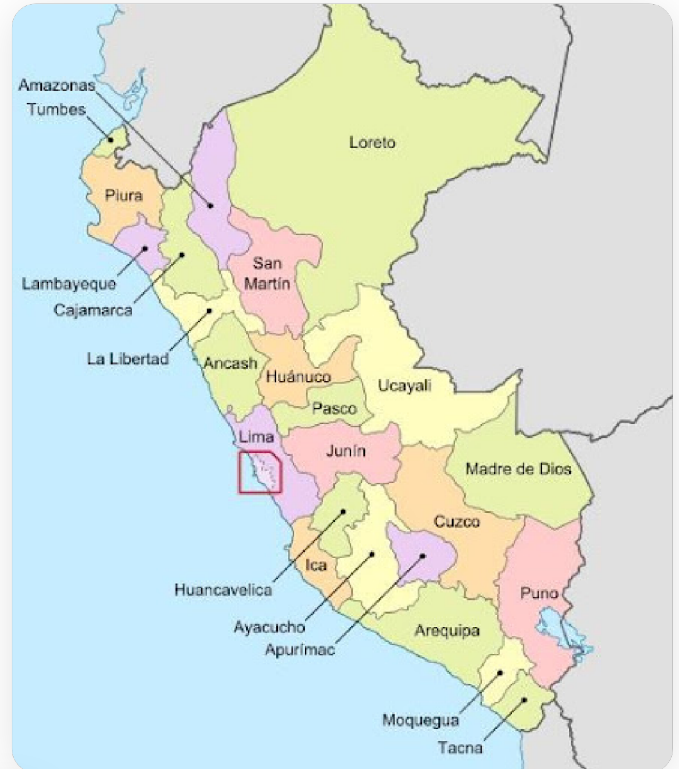 Amazonas
Tumbes
Loreto
Piura
San
Martín
Lambayeque
Cajamarca
La Libertad
Ancash
Huánuco
Ucayali
Pasco
Lima
Junín
Madre de Dios
Cuzco
Ica
Huancavelica
Puno
Ayacucho
Arequipa
Apurímac
Moquegua
Tacna